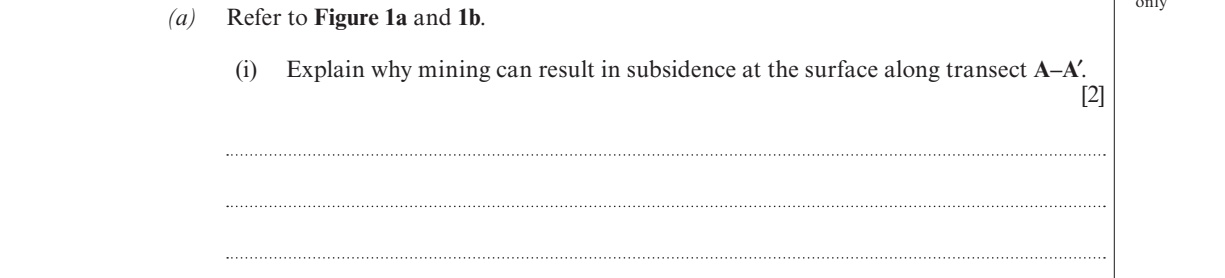 only
(a) Refer to Figure 1a and 1b.
(i) Explain why mining can result in subsidence at the surface along transect A–A′.
[2]